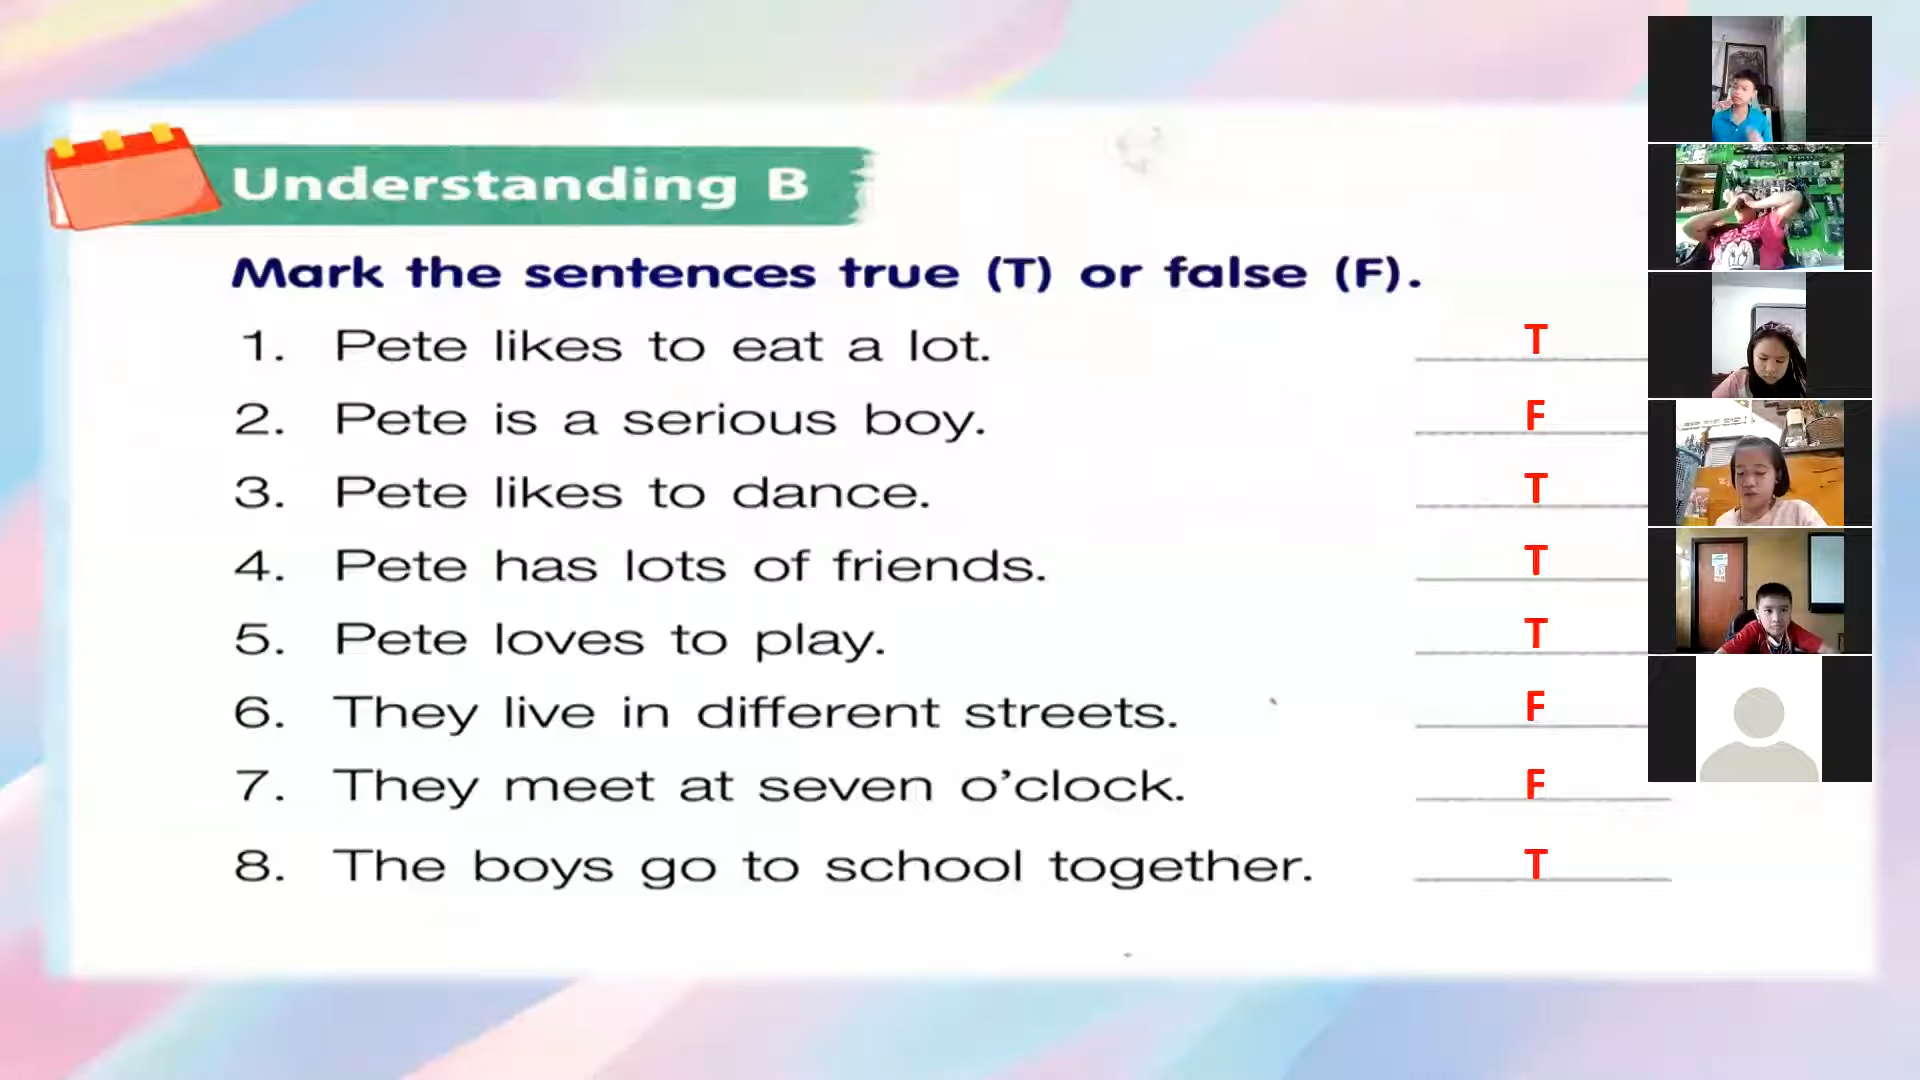 Understanding B
Mark the sentences true (T) or false (F).
1. Pete likes to eat a lot. T
2. Pete is a serious boy. F
3. Pete likes to dance. T
4. Pete has lots of friends. T
5. Pete loves to play. T
6. They live in different streets. F
7. They meet at seven o’clock. F
8. The boys go to school together. T